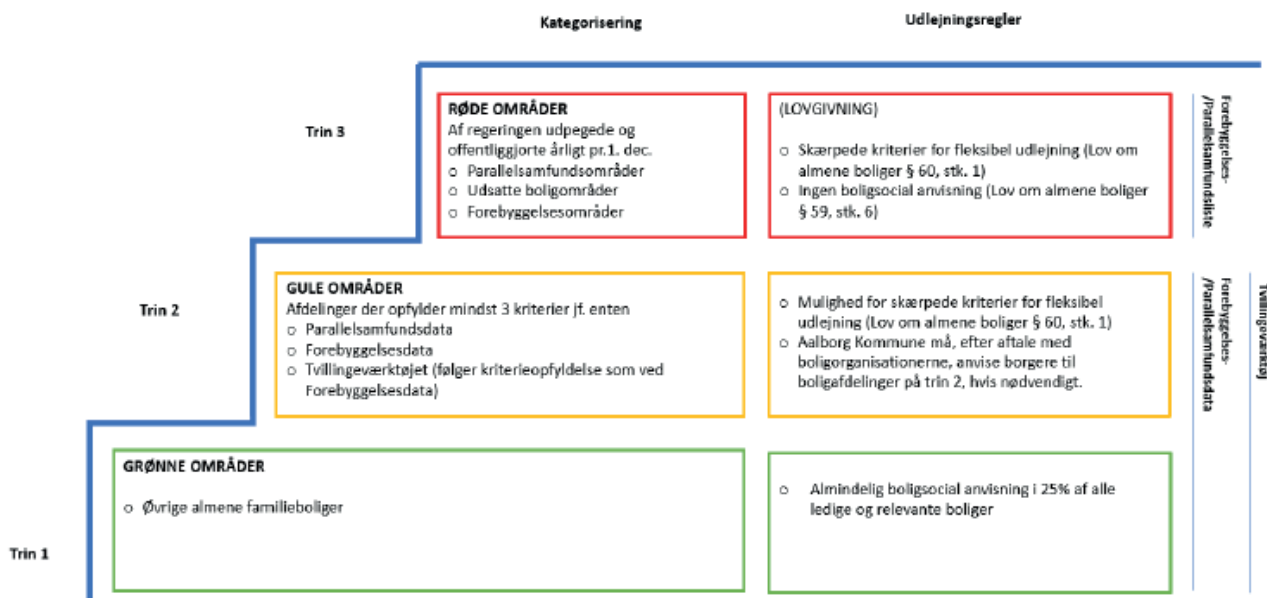 Kategorisering
Udlejningsregler
Trin 3
RØDE OMRÅDER
Af regeringen udpegede og
offentliggjorte årligt pr.1. dec.
o Parallelsamfundsområder
o Udsatte boligområder
o Forebyggelsesområder
(LOVGIVNING)
o Skærpede kriterier for fleksibel udlejning (Lov om
almene boliger § 60, stk. 1)
o Ingen boligsocial anvisning (Lov om almene boliger
§ 59, stk. 6)
Forebyggelses-
/Parallelsamfundsliste
Trin 2
GULE OMRÅDER
Afdelinger der opfylder mindst 3 kriterier jf. enten
o Parallelsamfundsdata
o Forebyggelsesdata
o Tvillingeværktøjet (følger kriterieopfyldelse som ved
Forebyggelsesdata)
o Mulighed for skærpede kriterier for fleksibel
udlejning (Lov om almene boliger § 60, stk. 1)
o Aalborg Kommune må, efter aftale med
boligorganisationerne, anvise borgere til
boligafdelinger på trin 2, hvis nødvendigt.
Forebyggelses-
/Parallelsamfundsdata
Tvillingeværktøj
Trin 1
GRØNNE OMRÅDER
o Øvrige almene familieboliger
o Almindelig boligsocial anvisning i 25% af alle
ledige og relevante boliger